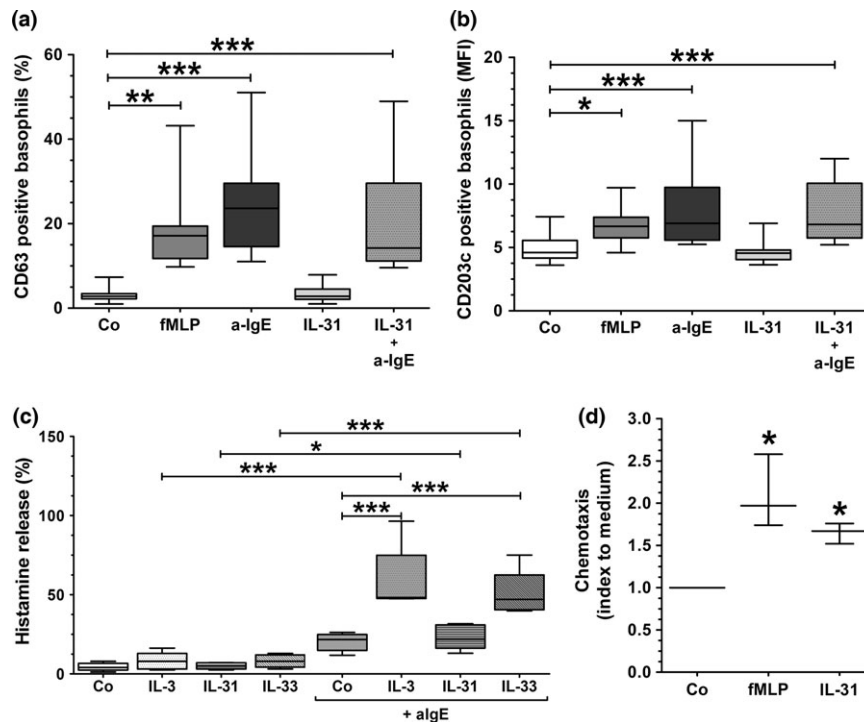 (a)
CD63 positive basophils (%)
60
40
20
0
***
***
**
Co fMLP a-IgE IL-31 IL-31
+
a-IgE
(b)
CD203c positive basophils (MFI)
20
15
10
5
0
***
***
*
Co fMLP a-IgE IL-31 IL-31
+
a-IgE
(c)
Histamine release (%)
150
100
50
0
***
*
***
***
***
Co IL-3 IL-31 IL-33 Co IL-3 IL-31 IL-33
+ aIgE
(d)
Chemotaxis
(index to medium)
3.0
2.5
2.0
1.5
1.0
0.5
0.0
*
*
Co fMLP IL-31